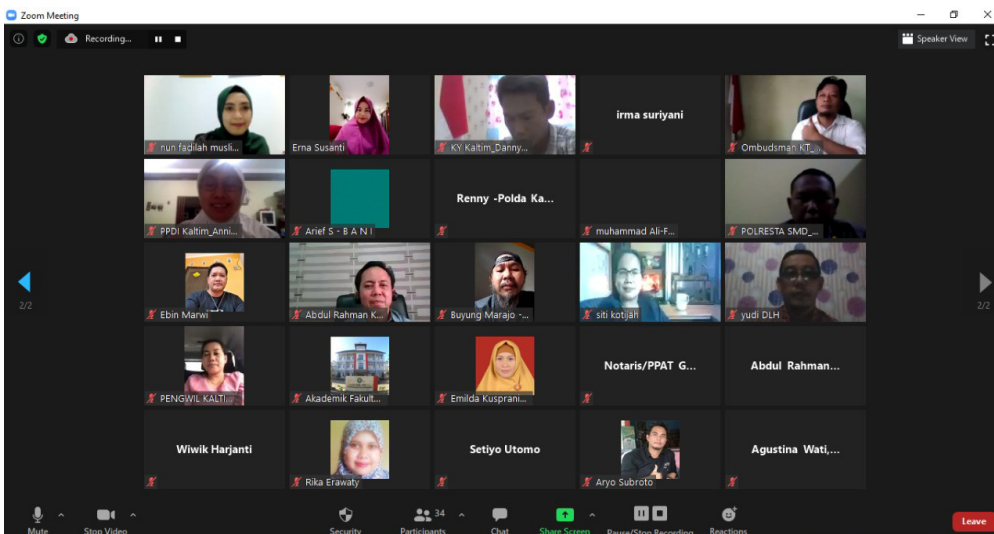 Zoom Meeting
Recording...
Speaker View
nun fadilah musli...
Erna Susanti
KY Kaltim_Danny...
irma suriyani
Ombudsman KT_...
PPDI Kaltim_Anni...
Arief S - B A N I
Renny -Polda Ka...
muhammad Ali-F...
POLRESTA SMD_...
2/2
2/2
Ebin Marwi
Abdul Rahman K...
Buyung Marajo -...
siti kotijah
yudi DLH
PENGWIL KALTI...
Akademik Fakult...
Emilda Kusprani...
Notaris/PPAT G...
Abdul Rahman...
Wiwik Harjanti
Rika Erawaty
Setiyo Utomo
Aryo Subroto
Agustina Wati,...
34
Mute
Stop Video
Security
Participants
Chat
Share Screen
Pause/Stop Recording
Reactions
Leave